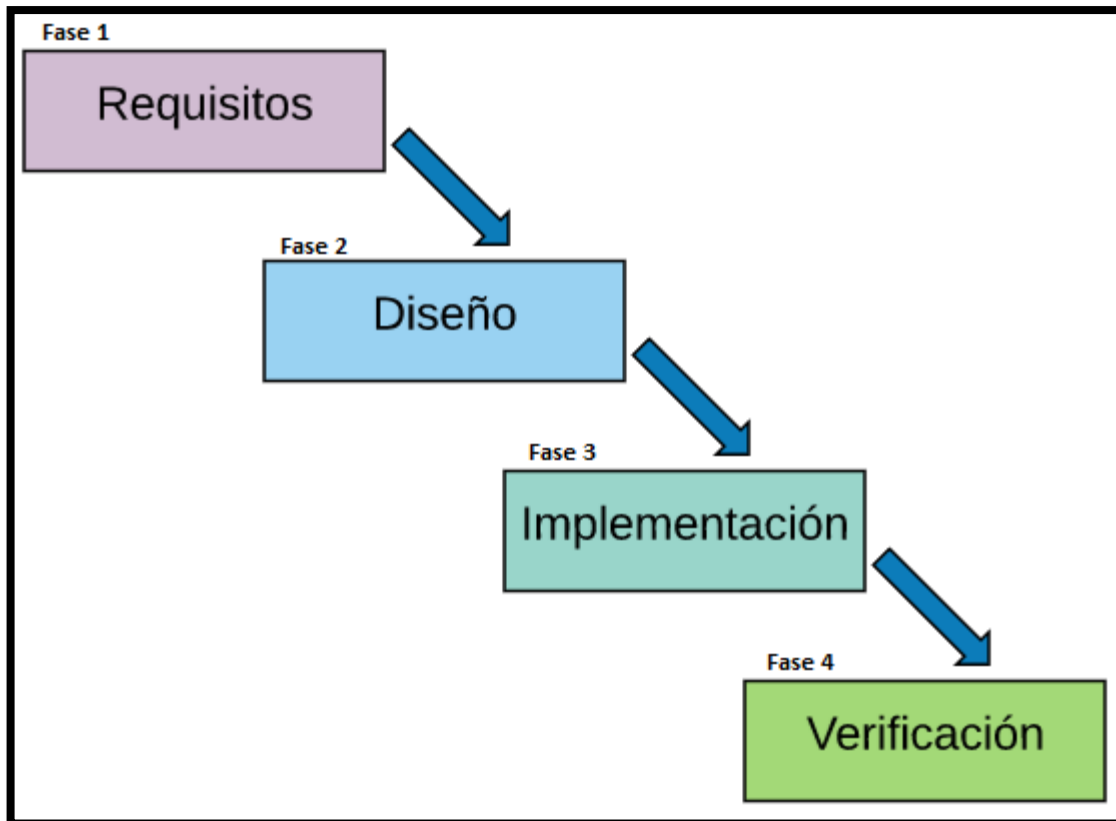 Fase 1
Requisitos
Fase 2
Diseño
Fase 3
Implementación
Fase 4
Verificación